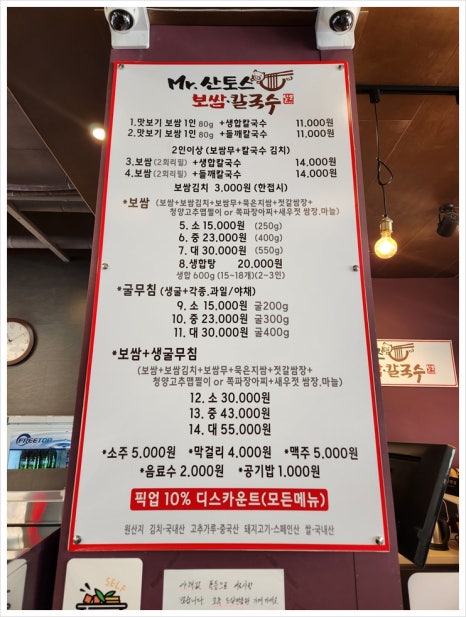 Mr. 산토스
보쌈·칼국수
1.맛보기 보쌈 1인 80g +생합칼국수 11,000원
2.맛보기 보쌈 1인 80g +들깨칼국수 11,000원
2인이상 (보쌈무+칼국수 김치)
3.보쌈(2회리필) +생합칼국수 14,000원
4.보쌈(2회리필) +들깨칼국수 14,000원
보쌈김치 3,000원 (한접시)
*보쌈 (보쌈+보쌈김치+보쌈무+묵은지쌈+젓갈쌈장+
청양고추맵짤이 or 쪽파장아찌+새우젓 쌈장.마늘)
5. 소 15,000원 (250g)
6. 중 23,000원 (400g)
7. 대 30,000원 (550g)
8.생합탕 20,000원
생합 600g (15~18개)(2~3인)
*굴무침 (생굴+각종.과일/야채)
9. 소 15,000원 굴200g
10. 중 23,000원 굴300g
11. 대 30,000원 굴400g
*보쌈+생굴무침
(보쌈+보쌈김치+보쌈무+묵은지쌈+젓갈쌈장+
청양고추맵짤이 or 쪽파장아찌+새우젓 쌈장.마늘)
12. 소 30,000원
13. 중 43,000원
14. 대 55,000원
*소주 5,000원 *막걸리 4,000원 *맥주 5,000원
*음료수 2,000원 *공기밥 1,000원
픽업 10% 디스카운트(모든메뉴)
원산지 김치-국내산 고추가루-중국산 돼지고기-스페인산 쌀-국내산
칼국수
FREETOP
SELF